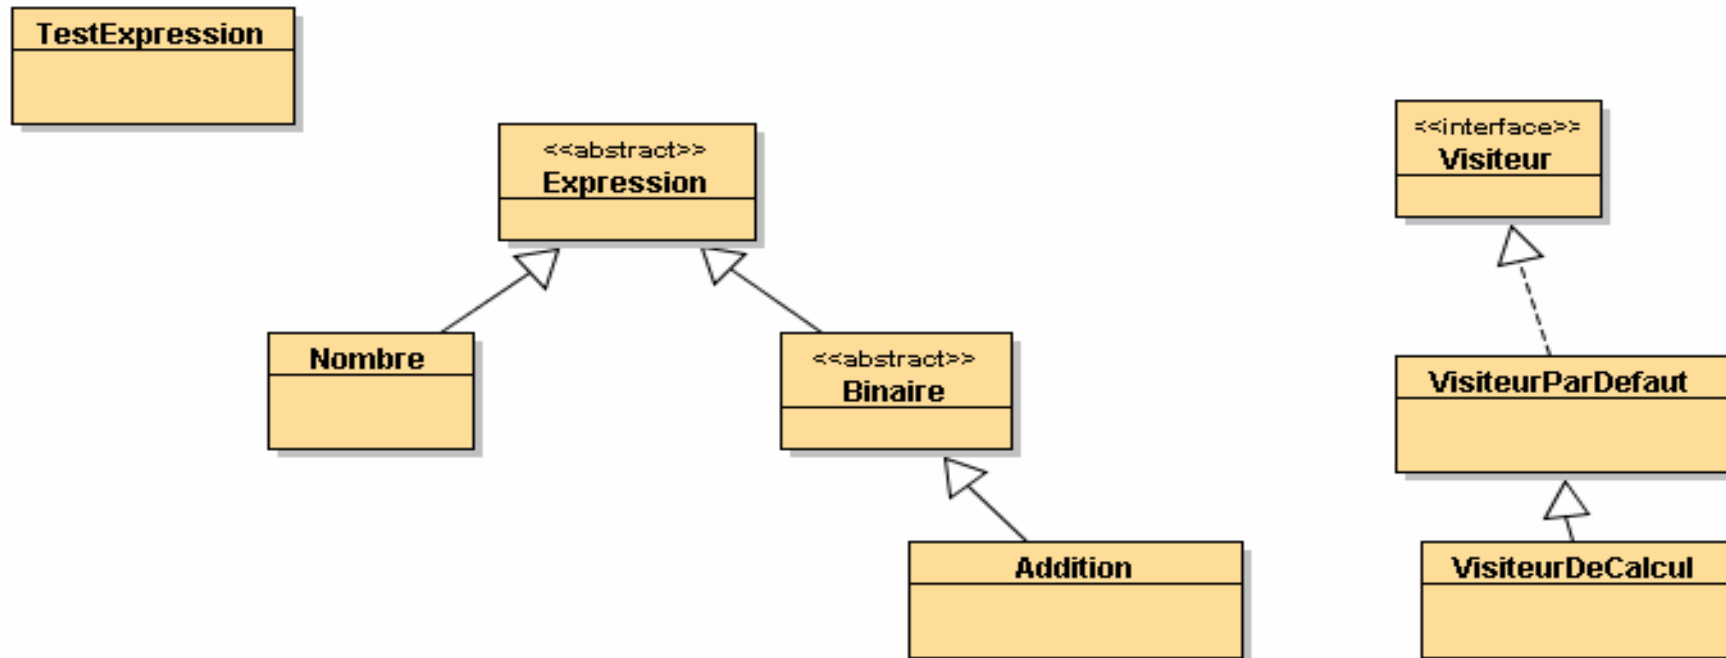 TestExpression
<<abstract>>
Expression
<<interface>>
Visiteur
Nombre
<<abstract>>
Binaire
VisiteurParDefaut
Addition
VisiteurDeCalcul